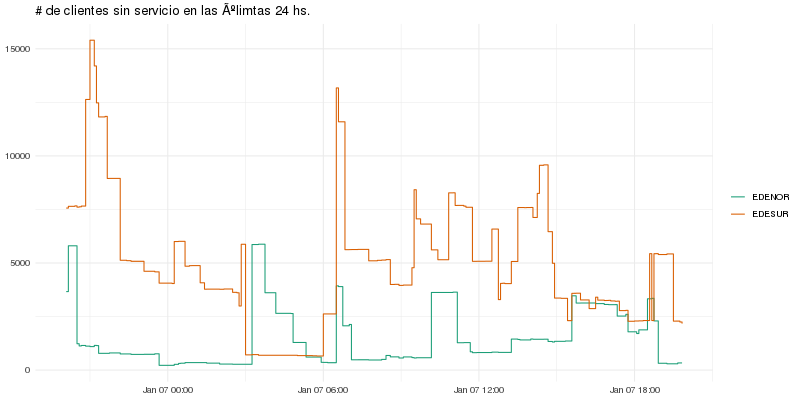 # de clientes sin servicio en las Ãºlimtas 24 hs.
15000
10000
5000
0
Jan 07 00:00
Jan 07 06:00
Jan 07 12:00
Jan 07 18:00
EDENOR
EDESUR